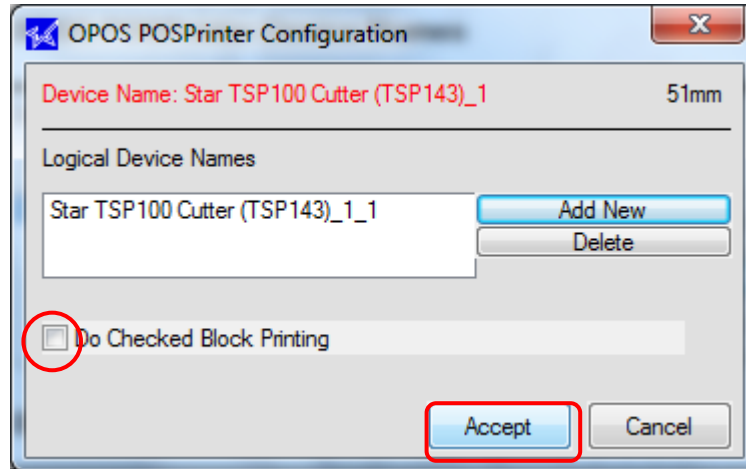 OPOS POSPrinter Configuration
Device Name: Star TSP100 Cutter (TSP143)_1 51mm
Logical Device Names
Star TSP100 Cutter (TSP143)_1_1
Add New
Delete
Do Checked Block Printing
Accept Cancel